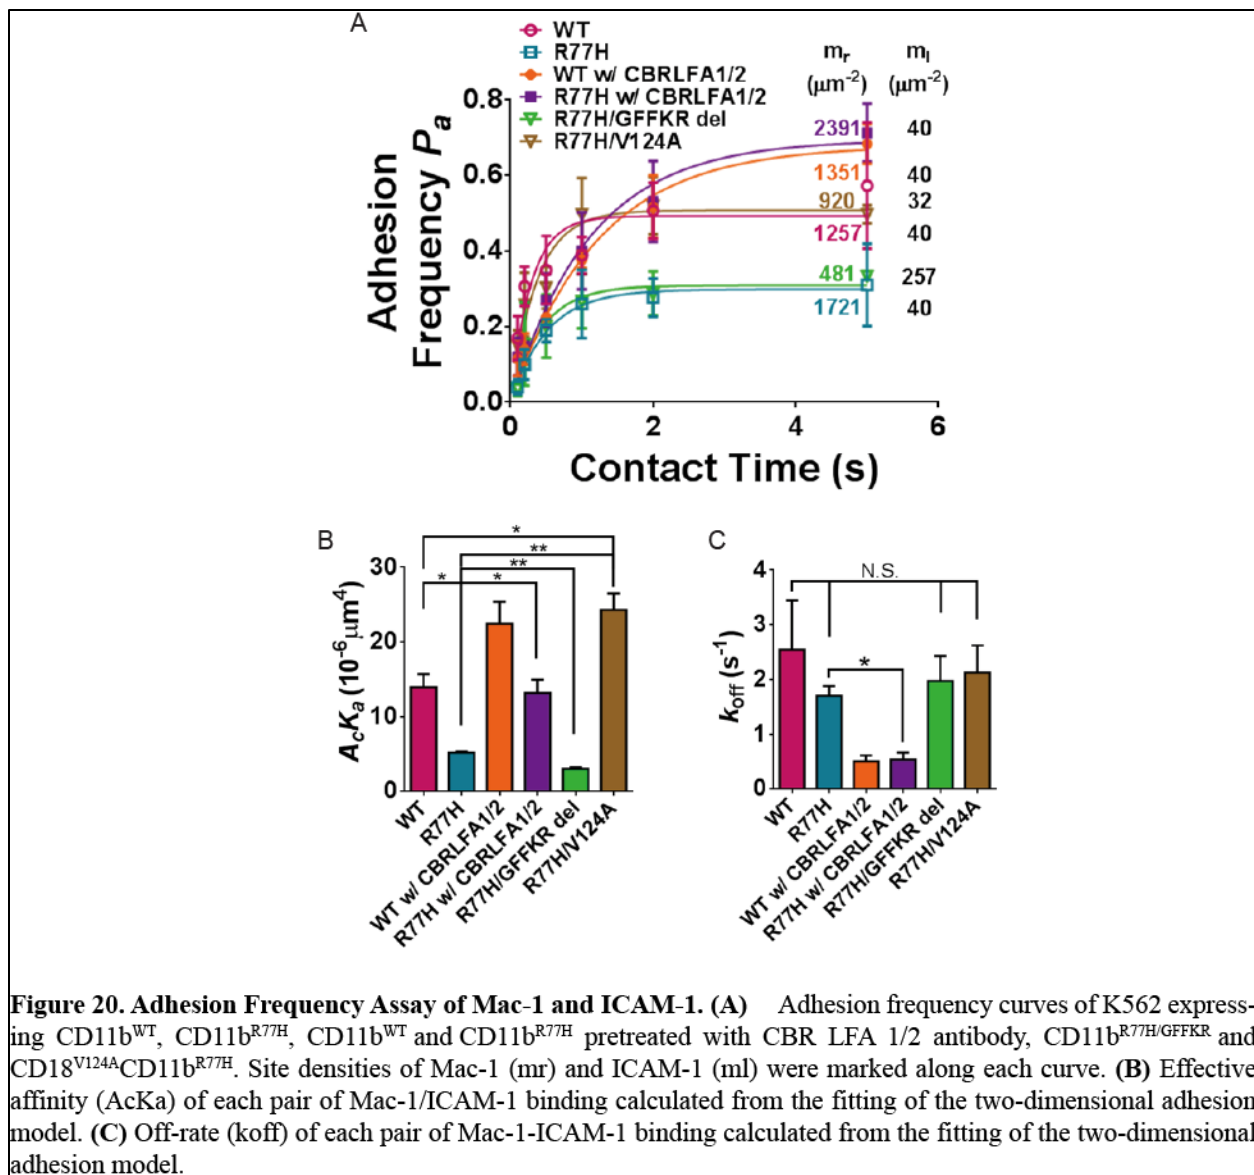 A
WT
R77H
WT w/ CBRLFA1/2
R77H w/ CBRLFA1/2
R77H/GFFKR del
R77H/V124A
mr ml
(μm-2) (μm-2)
Adhesion
Frequency Pa
0.8
0.6
0.4
0.2
0.0
2391 40
1351 40
920 32
1257 40
481 257
1721 40
0 2 4 6
Contact Time (s)
B
AcKa (10-6μm4)
30
20
10
0
*
**
**
* *
WT
R77H
WT w/ CBRLFA1/2
R77H w/ CBRLFA1/2
R77H/GFFKR del
R77H/V124A
C
koff (s-1)
4
3
2
1
0
N.S.
*
WT
R77H
WT w/ CBRLFA1/2
R77H w/ CBRLFA1/2
R77H/GFFKR del
R77H/V124A
Figure 20. Adhesion Frequency Assay of Mac-1 and ICAM-1. (A) Adhesion frequency curves of K562 express-
ing CD11bWT, CD11bR77H, CD11bWT and CD11bR77H pretreated with CBR LFA 1/2 antibody, CD11bR77H/GFFKR and
CD18V124ACD11bR77H. Site densities of Mac-1 (mr) and ICAM-1 (ml) were marked along each curve. (B) Effective
affinity (AcKa) of each pair of Mac-1/ICAM-1 binding calculated from the fitting of the two-dimensional adhesion
model. (C) Off-rate (koff) of each pair of Mac-1-ICAM-1 binding calculated from the fitting of the two-dimensional
adhesion model.